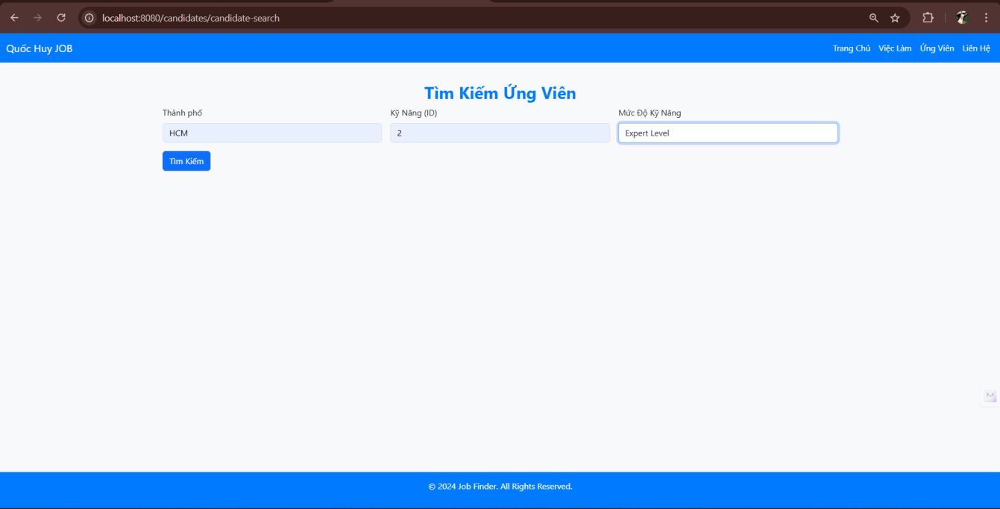 localhost:8080/candidates/candidate-search
Quốc Huy JOB
Trang Chủ Việc Làm Ứng Viên Liên Hệ
Tìm Kiếm Ứng Viên
Thành phố Kỹ Năng (ID) Mức Độ Kỹ Năng
HCM 2 Expert Level
Tìm Kiếm
© 2024 Job Finder. All Rights Reserved.